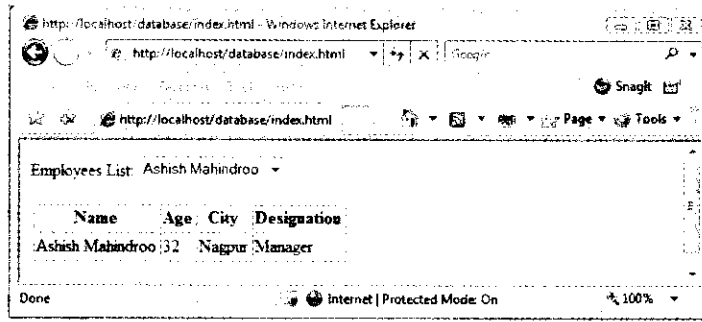 http://localhost/database/index.html - Windows Internet Explorer
http://localhost/database/index.html Google
SnagIt
http://localhost/database/index.html Page Tools
Employees List: Ashish Mahindroo
Name Age City Designation
Ashish Mahindroo 32 Nagpur Manager
Done Internet | Protected Mode: On 100%